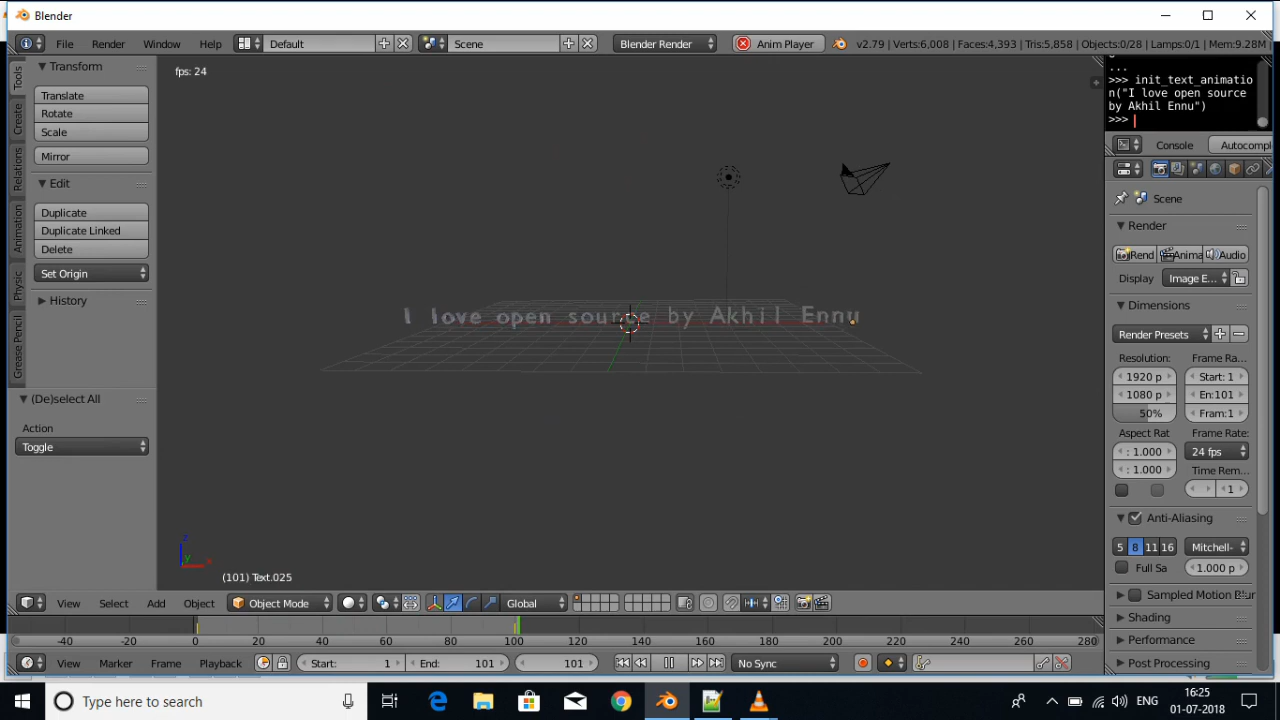 Blender
File Render Window Help Default Scene Blender Render Anim Player v2.79 | Verts:6,008 | Faces:4,393 | Tris:5,858 | Objects:0/28 | Lamps:0/1 | Mem:9.28M
fps: 24
Tools
Create
Relations
Animation
Physic
Grease Pencil
Transform
Translate
Rotate
Scale
Mirror
Edit
Duplicate
Duplicate Linked
Delete
Set Origin
History
(De)select All
Action
Toggle
I love open source by Akhil Ennu
z
y x
(101) Text.025
...
>>> init_text_animatio
n("I love open source
by Akhil Ennu")
>>>
Console Autocompl
Scene
Render
Rend Anima Audio
Display Image E...
Dimensions
Render Presets
Resolution: Frame Ra...
1920 p Start: 1
1080 p En:101
50% Fram:1
Aspect Rat Frame Rate:
: 1.000 24 fps
: 1.000 Time Rem...
1
Anti-Aliasing
5 8 11 16 Mitchell-
Full Sa 1.000 p
Sampled Motion Blur
Shading
Performance
Post Processing
View Select Add Object Object Mode Global
-40 -20 0 20 40 60 80 100 120 140 160 180 200 220 240 260 280
View Marker Frame Playback Start: 1 End: 101 101 No Sync
Type here to search
ENG
16:25
01-07-2018